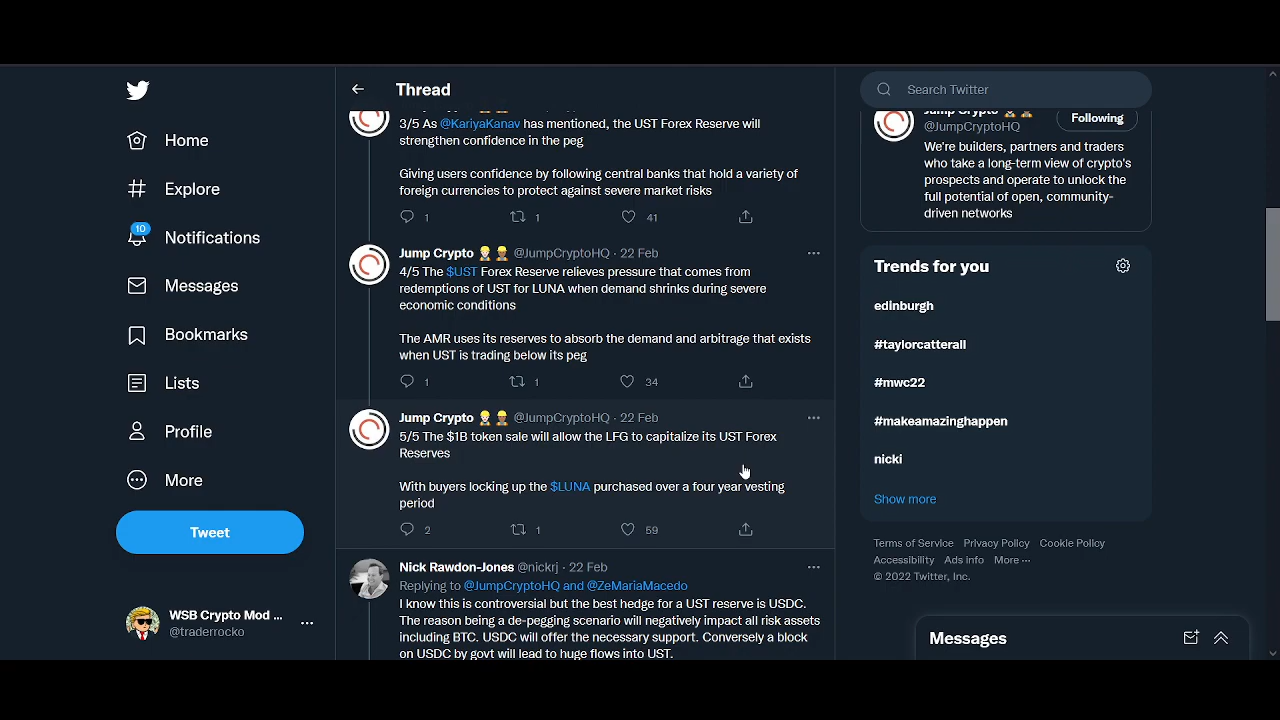 Home
Explore
10
Notifications
Messages
Bookmarks
Lists
Profile
More
Tweet
WSB Crypto Mod ...
@traderrocko
Thread
3/5 As @KariyaKanav has mentioned, the UST Forex Reserve will
strengthen confidence in the peg
Giving users confidence by following central banks that hold a variety of
foreign currencies to protect against severe market risks
1 1 41
Jump Crypto @JumpCryptoHQ · 22 Feb
4/5 The $UST Forex Reserve relieves pressure that comes from
redemptions of UST for LUNA when demand shrinks during severe
economic conditions
The AMR uses its reserves to absorb the demand and arbitrage that exists
when UST is trading below its peg
1 1 34
Jump Crypto @JumpCryptoHQ · 22 Feb
5/5 The $1B token sale will allow the LFG to capitalize its UST Forex
Reserves
With buyers locking up the $LUNA purchased over a four year vesting
period
2 1 59
Nick Rawdon-Jones @nickrj · 22 Feb
Replying to @JumpCryptoHQ and @ZeMariaMacedo
I know this is controversial but the best hedge for a UST reserve is USDC.
The reason being a de-pegging scenario will negatively impact all risk assets
including BTC. USDC will offer the necessary support. Conversely a block
on USDC by govt will lead to huge flows into UST.
Search Twitter
Jump Crypto
@JumpCryptoHQ
Following
We're builders, partners and traders
who take a long-term view of crypto's
prospects and operate to unlock the
full potential of open, community-
driven networks
Trends for you
edinburgh
#taylorcatterall
#mwc22
#makeamazinghappen
nicki
Show more
Terms of Service Privacy Policy Cookie Policy
Accessibility Ads info More ···
© 2022 Twitter, Inc.
Messages